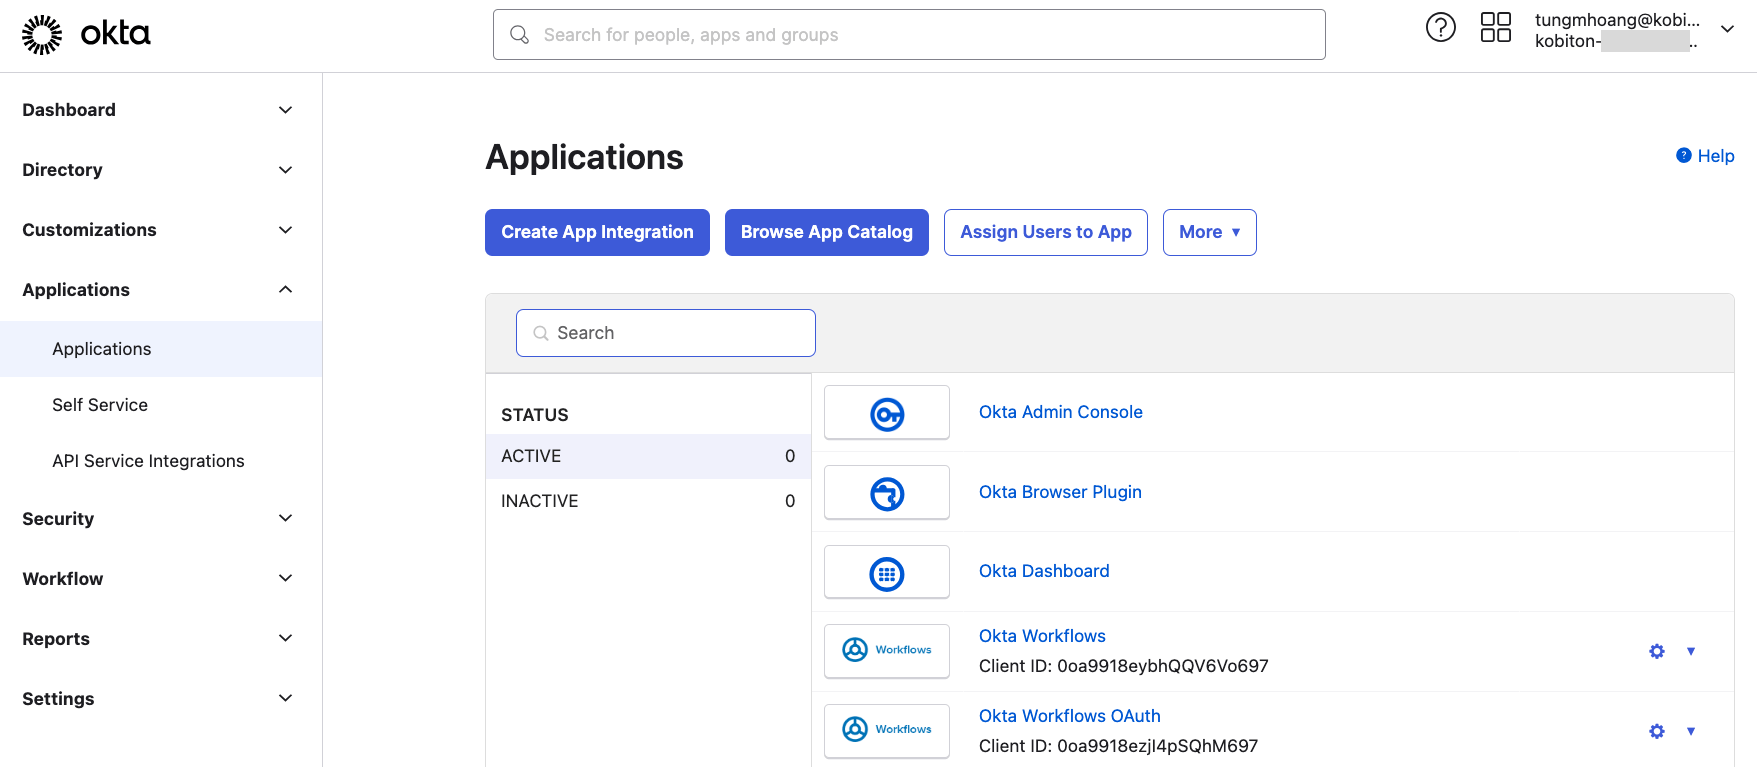 okta
Search for people, apps and groups
tungmhoang@kobi...
kobiton-
..
Dashboard
Directory
Customizations
Applications
Applications
Self Service
API Service Integrations
Security
Workflow
Reports
Settings
Applications
Help
Create App Integration
Browse App Catalog
Assign Users to App
More
Search
STATUS
ACTIVE 0
INACTIVE 0
Okta Admin Console
Okta Browser Plugin
Okta Dashboard
Workflows
Okta Workflows
Client ID: 0oa9918eybhQQV6Vo697
Workflows
Okta Workflows OAuth
Client ID: 0oa9918ezjl4pSQhM697